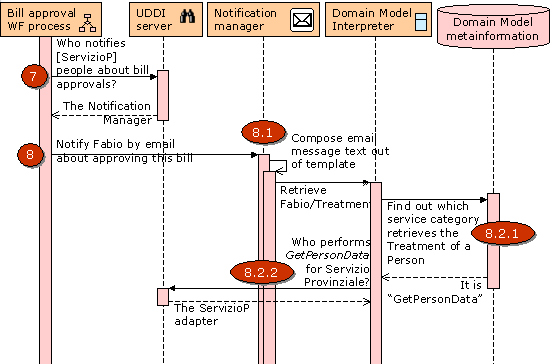 Bill approval
WF process
UDDI
server
Notification
manager
Domain Model
Interpreter
Domain Model
metainformation
Who notifies
[ServizioP]
people about bill
approvals?
7
The Notification
Manager
8
Notify Fabio by email
about approving this bill
8.1
Compose email
message text out
of template
Retrieve
Fabio/Treatment
Find out which
service category
retrieves the
Treatment of a
Person
8.2.1
Who performs
GetPersonData
for Servizio
Provinziale?
8.2.2
It is
“GetPersonData”
The ServizioP
adapter